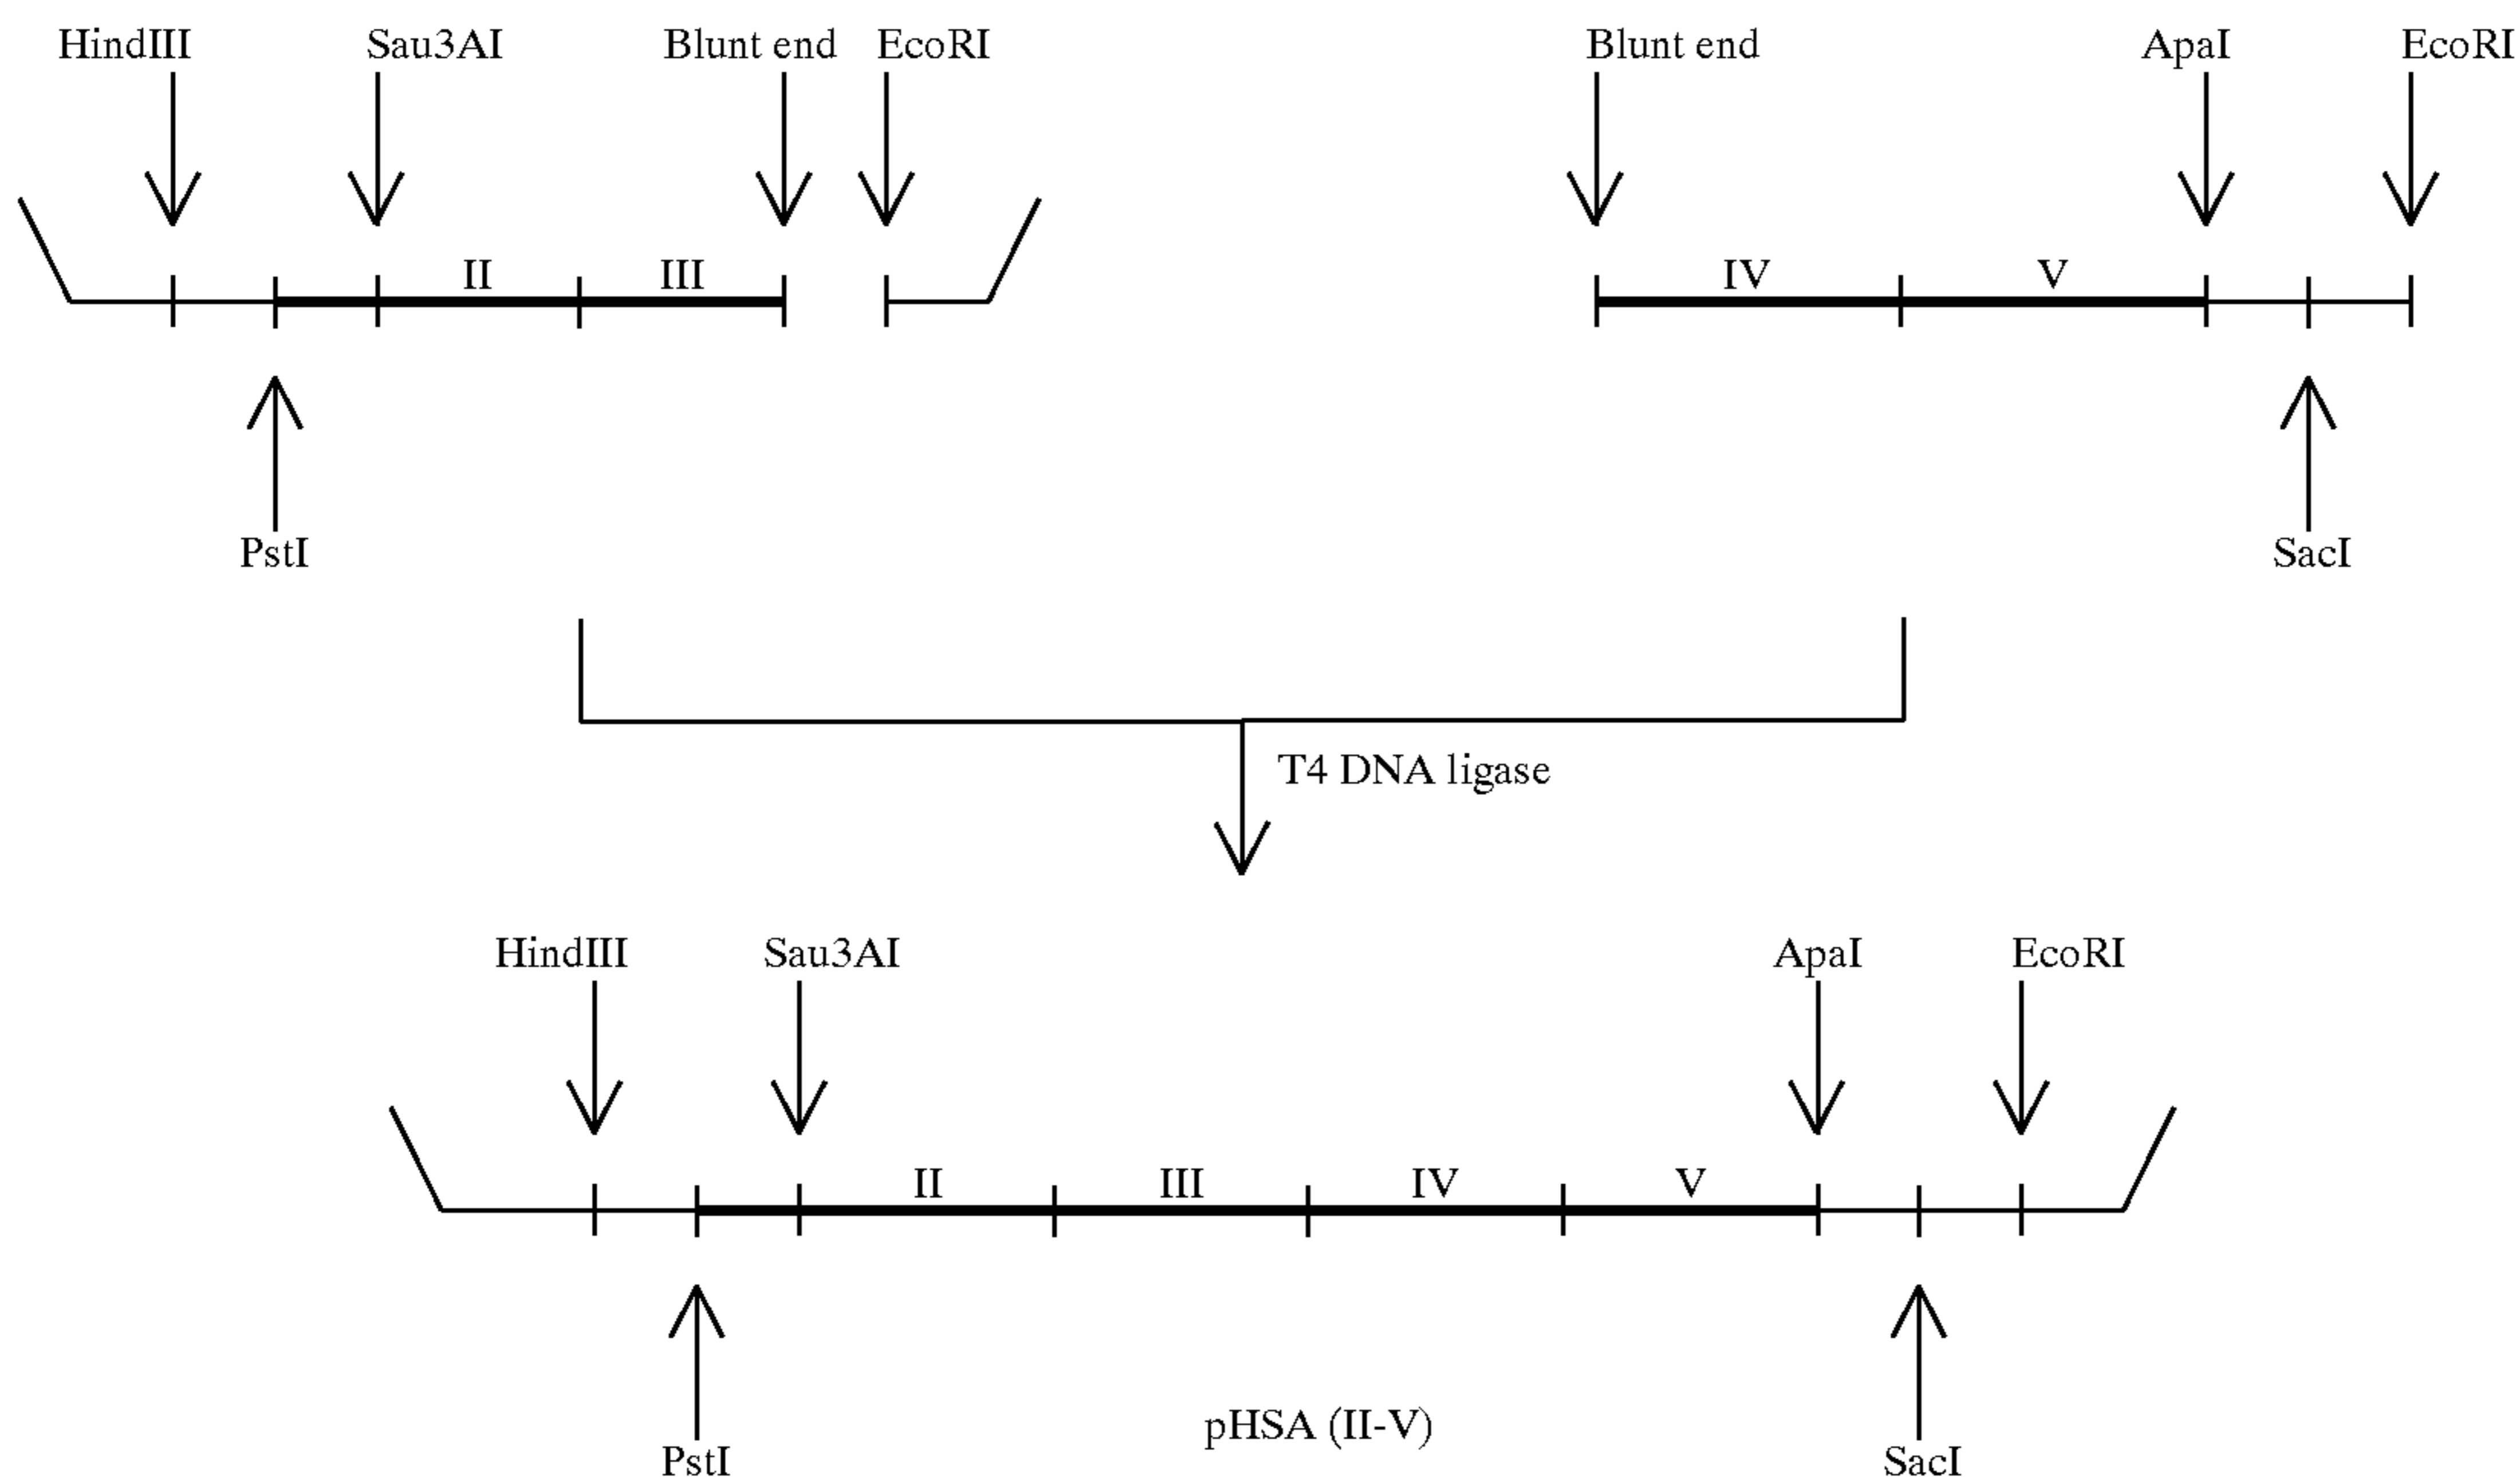 HindIII Sau3AI Blunt end EcoRI Blunt end ApaI EcoRI
II III IV V
PstI SacI
T4 DNA ligase
HindIII Sau3AI ApaI EcoRI
II III IV V
pHSA (II-V)
PstI SacI